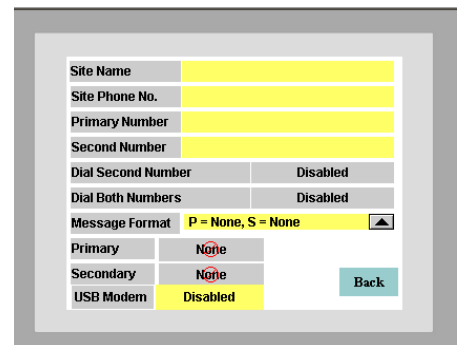 Site Name
Site Phone No.
Primary Number
Second Number
Dial Second Number Disabled
Dial Both Numbers Disabled
Message Format P = None, S = None
Primary None
Secondary None
USB Modem Disabled
Back